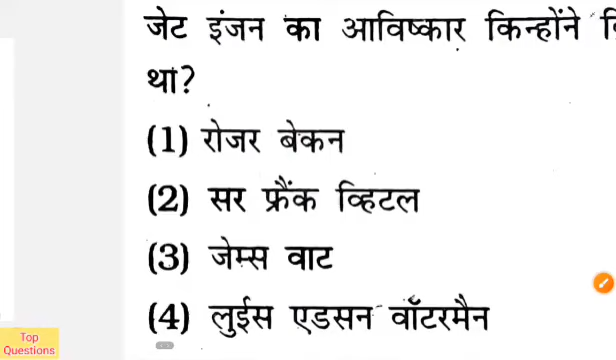 जेट इंजन का आविष्कार किन्होंने
था?
(1) रोजर बेकन
(2) सर फ्रैंक व्हिटल
(3) जेम्स वाट
(4) लुईस एडसन वॉटरमैन
Top
Questions